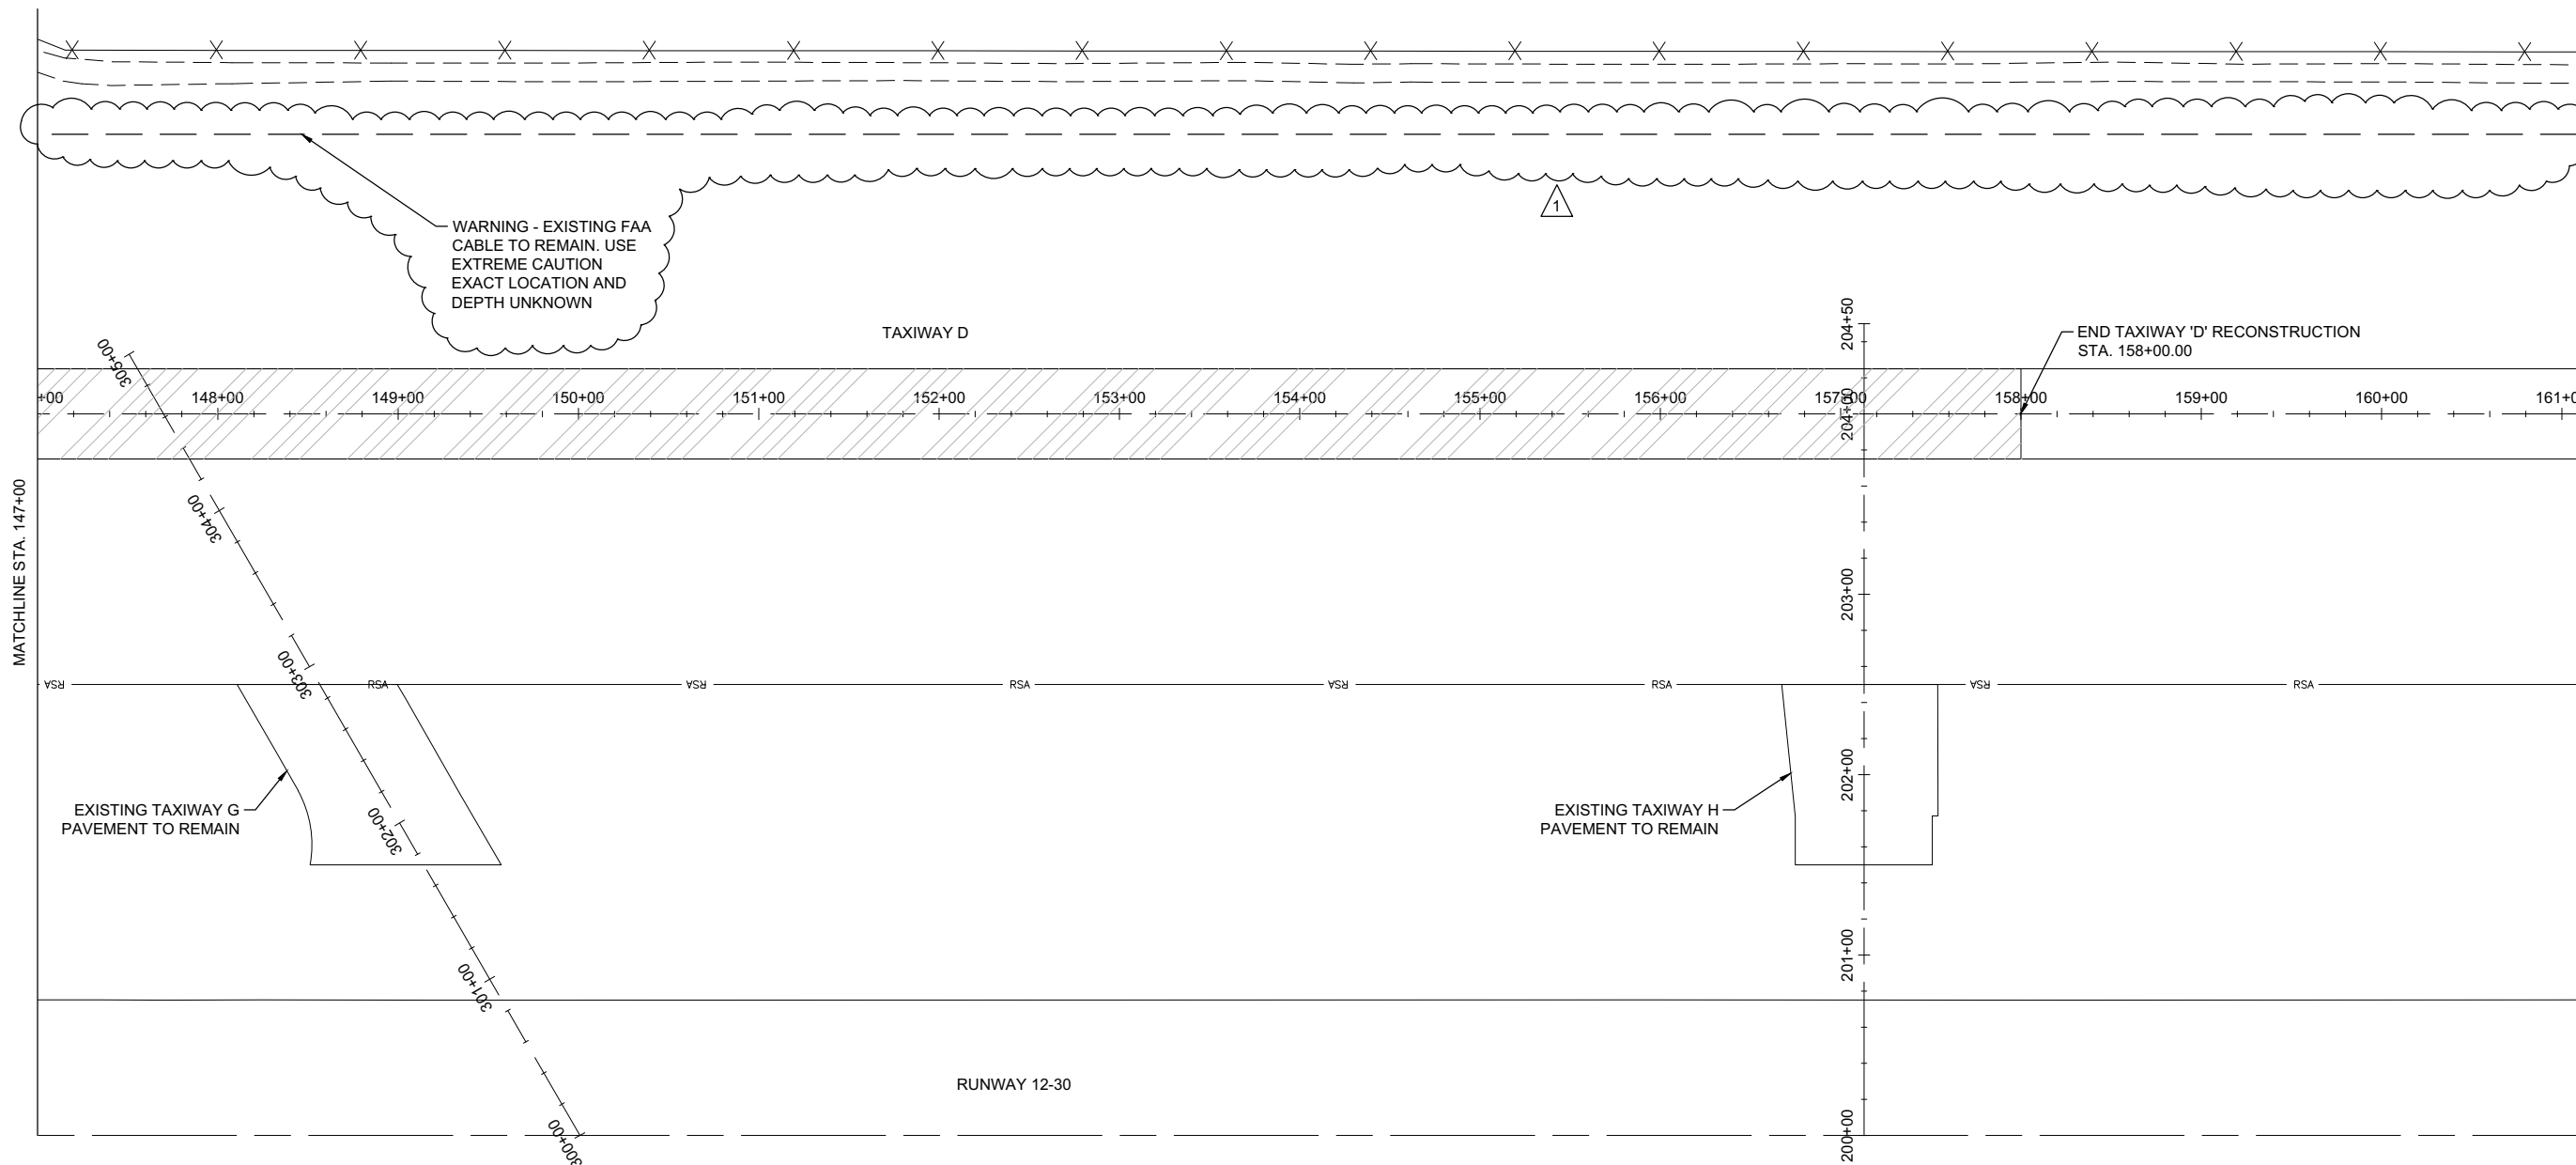 WARNING - EXISTING FAA
CABLE TO REMAIN. USE
EXTREME CAUTION
EXACT LOCATION AND
DEPTH UNKNOWN
1
TAXIWAY D
204+50
END TAXIWAY 'D' RECONSTRUCTION
STA. 158+00.00
305+00
+00
148+00
149+00
150+00
151+00
152+00
153+00
154+00
155+00
156+00
157+00
158+00
159+00
160+00
161+0
204+00
MATCHLINE STA. 147+00
304+00
203+00
303+00
RSA
RSA
RSA
RSA
RSA
RSA
RSA
RSA
EXISTING TAXIWAY G
PAVEMENT TO REMAIN
302+00
EXISTING TAXIWAY H
PAVEMENT TO REMAIN
202+00
301+00
201+00
RUNWAY 12-30
300+00
200+00